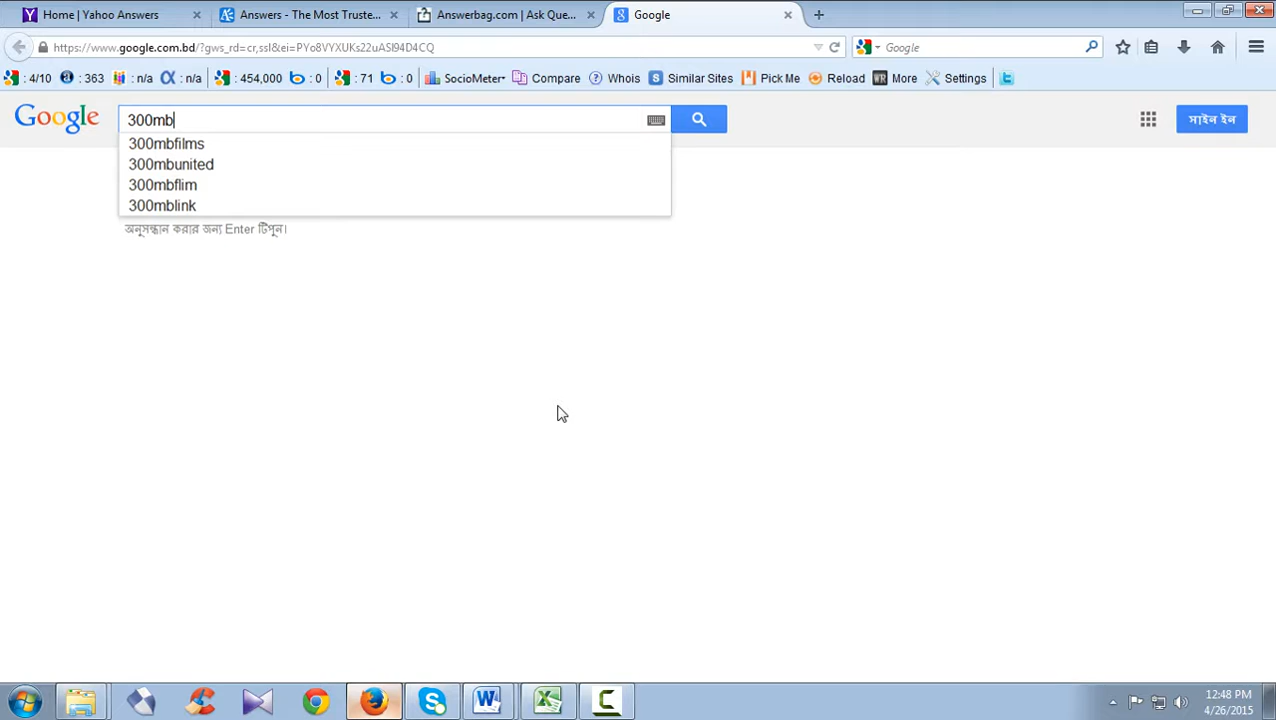 Home | Yahoo Answers
Answers - The Most Truste...
Answerbag.com | Ask Que...
Google
https://www.google.com.bd/?gws_rd=cr,ssl&ei=PYo8VYXUKs22uASI94D4CQ
Google
: 4/10
: 363
: n/a
: n/a
: 454,000
: 0
: 71
: 0
SocioMeter
Compare
Whois
Similar Sites
Pick Me
Reload
More
Settings
Google
300mb
সাইন ইন
300mbfilms
300mbunited
300mbflim
300mblink
অনুসন্ধান করার জন্য Enter টিপুন।
12:48 PM
4/26/2015